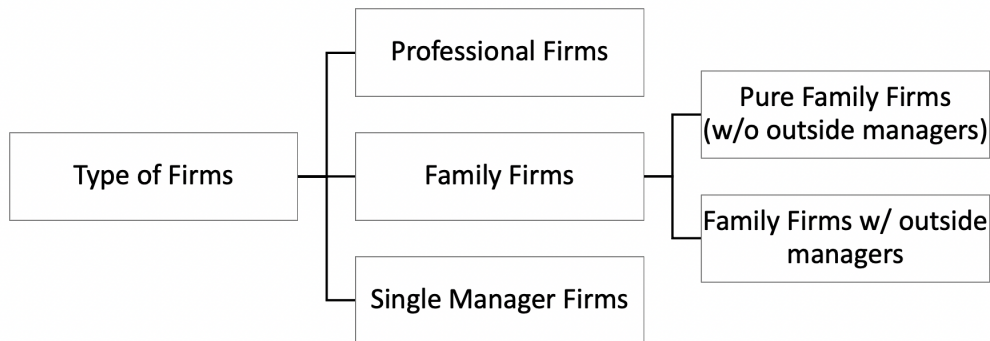 Professional Firms
Type of Firms
Family Firms
Single Manager Firms
Pure Family Firms
(w/o outside managers)
Family Firms w/ outside
managers